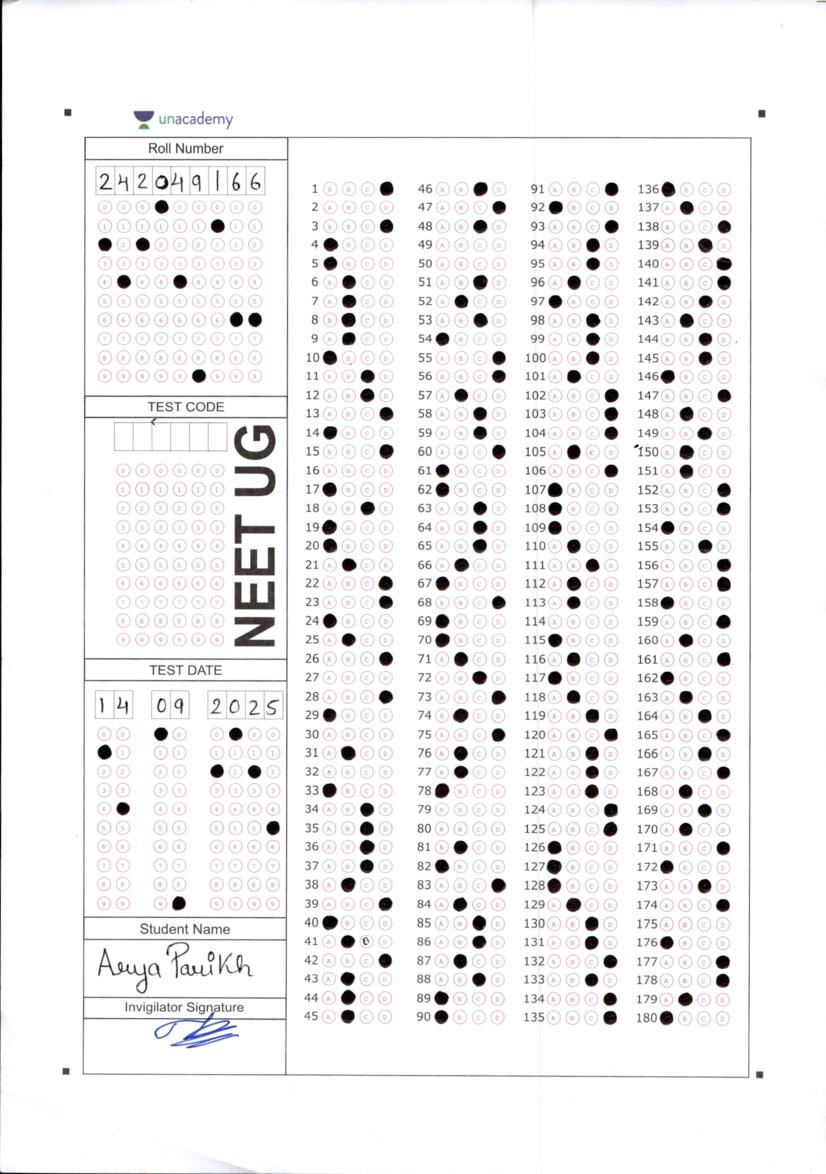 unacademy
Roll Number
2 4 2 0 4 9 1 6 6
TEST CODE
NEET UG
TEST DATE
1 4 0 9 2 0 2 5
Student Name
Arya Parikh
Invigilator Signature
1 46 91 136
2 47 92 137
3 48 93 138
4 49 94 139
5 50 95 140
6 51 96 141
7 52 97 142
8 53 98 143
9 54 99 144
10 55 100 145
11 56 101 146
12 57 102 147
13 58 103 148
14 59 104 149
15 60 105 150
16 61 106 151
17 62 107 152
18 63 108 153
19 64 109 154
20 65 110 155
21 66 111 156
22 67 112 157
23 68 113 158
24 69 114 159
25 70 115 160
26 71 116 161
27 72 117 162
28 73 118 163
29 74 119 164
30 75 120 165
31 76 121 166
32 77 122 167
33 78 123 168
34 79 124 169
35 80 125 170
36 81 126 171
37 82 127 172
38 83 128 173
39 84 129 174
40 85 130 175
41 86 131 176
42 87 132 177
43 88 133 178
44 89 134 179
45 90 135 180